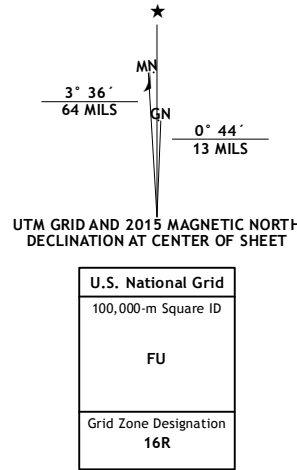 ★
MN
3° 36´
64 MILS
GN
0° 44´
13 MILS
UTM GRID AND 2015 MAGNETIC NORTH
DECLINATION AT CENTER OF SHEET
U.S. National Grid
100,000-m Square ID
FU
Grid Zone Designation
16R